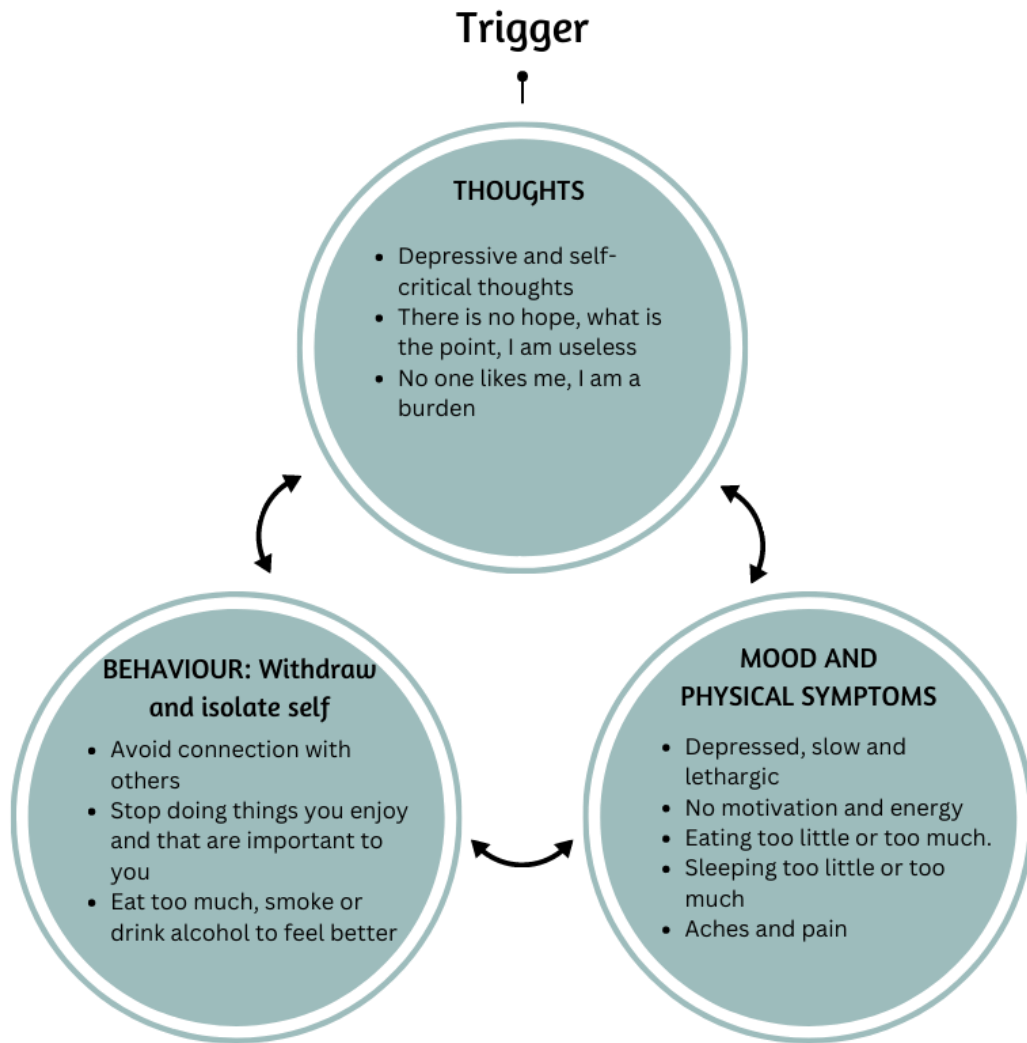 Trigger
THOUGHTS
• Depressive and self-
critical thoughts
• There is no hope, what is
the point, I am useless
• No one likes me, I am a
burden
BEHAVIOUR: Withdraw
and isolate self
• Avoid connection with
others
• Stop doing things you enjoy
and that are important to
you
• Eat too much, smoke or
drink alcohol to feel better
MOOD AND
PHYSICAL SYMPTOMS
• Depressed, slow and
lethargic
• No motivation and energy
• Eating too little or too much.
• Sleeping too little or too
much
• Aches and pain